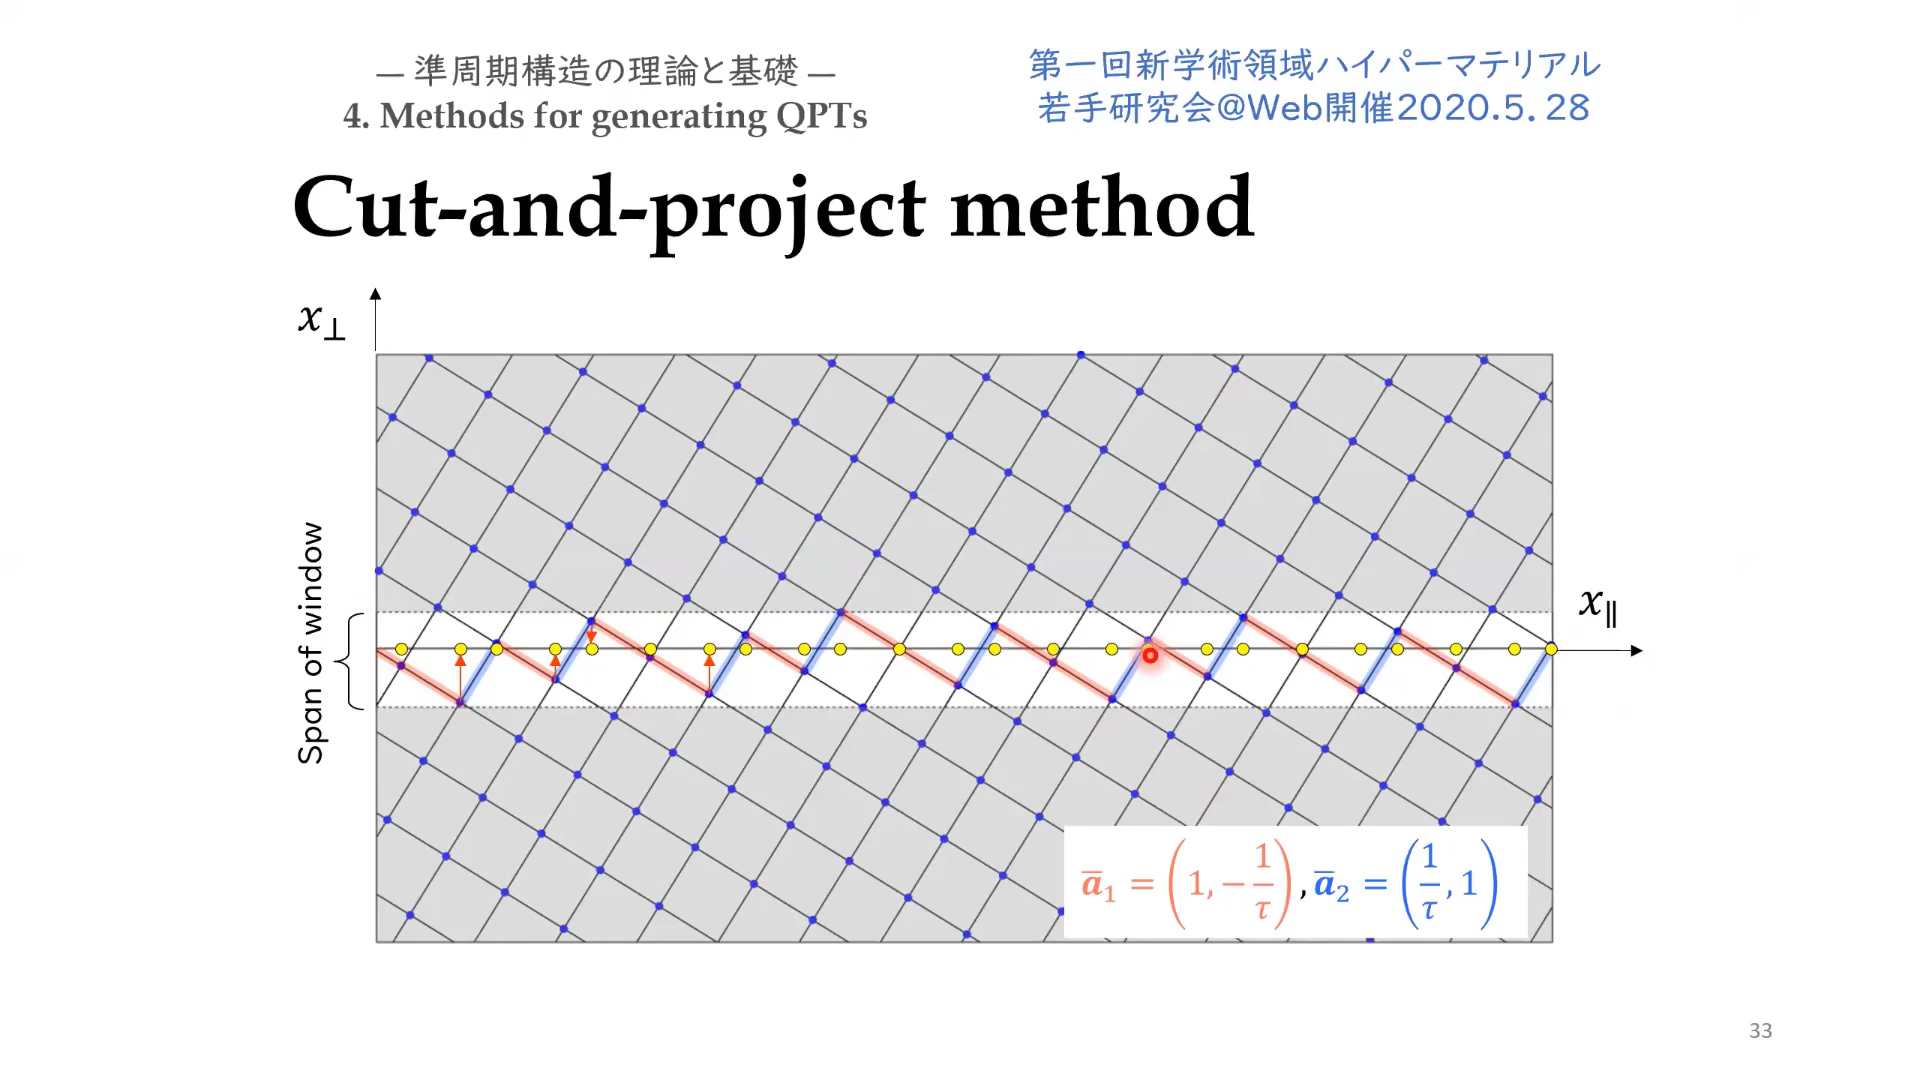 — 準周期構造の理論と基礎 —
4. Methods for generating QPTs
第一回新学術領域ハイパーマテリアル
若手研究会@Web開催2020.5.28
Cut-and-project method
x⊥
Span of window
x∥
ā₁ = (1, −1/τ), ā₂ = (1/τ, 1)
33